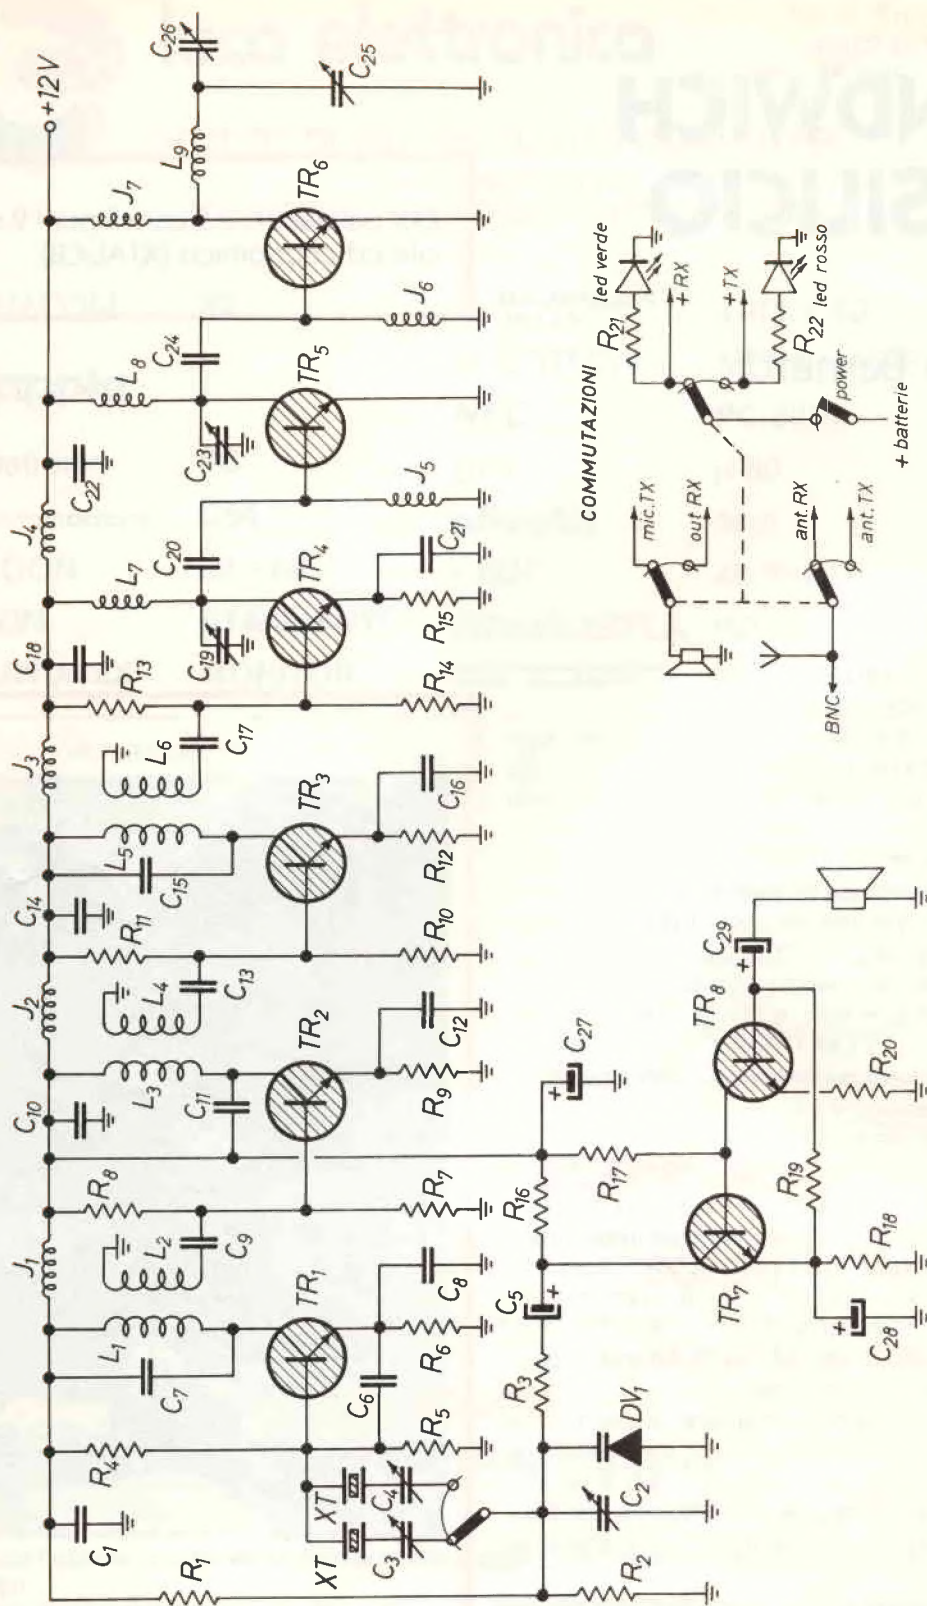 +12V
J1
J2
J3
J4
C1
R4
C7
L1
L2
R8
C9
C10
L3
C11
L4
C13
R11
C14
C15
L5
L6
C17
R13
C18
L7
C19
C20
C22
L8
C23
C24
J7
L9
C26
C25
R1
XT
XT
TR1
TR2
TR3
TR4
TR5
TR6
C3
C4
C6
R5
R6
C8
R7
R9
C12
R10
R12
C16
R14
R15
C21
J5
J6
R2
C2
DV1
R3
C5
+
R16
R17
C27
+
TR7
TR8
C28
+
R18
R19
R20
C29
+
COMMUTAZIONI
mic.TX
out RX
ant.RX
ant.TX
BNC
R21
led verde
+ RX
+TX
R22
led rosso
power
+ batterie